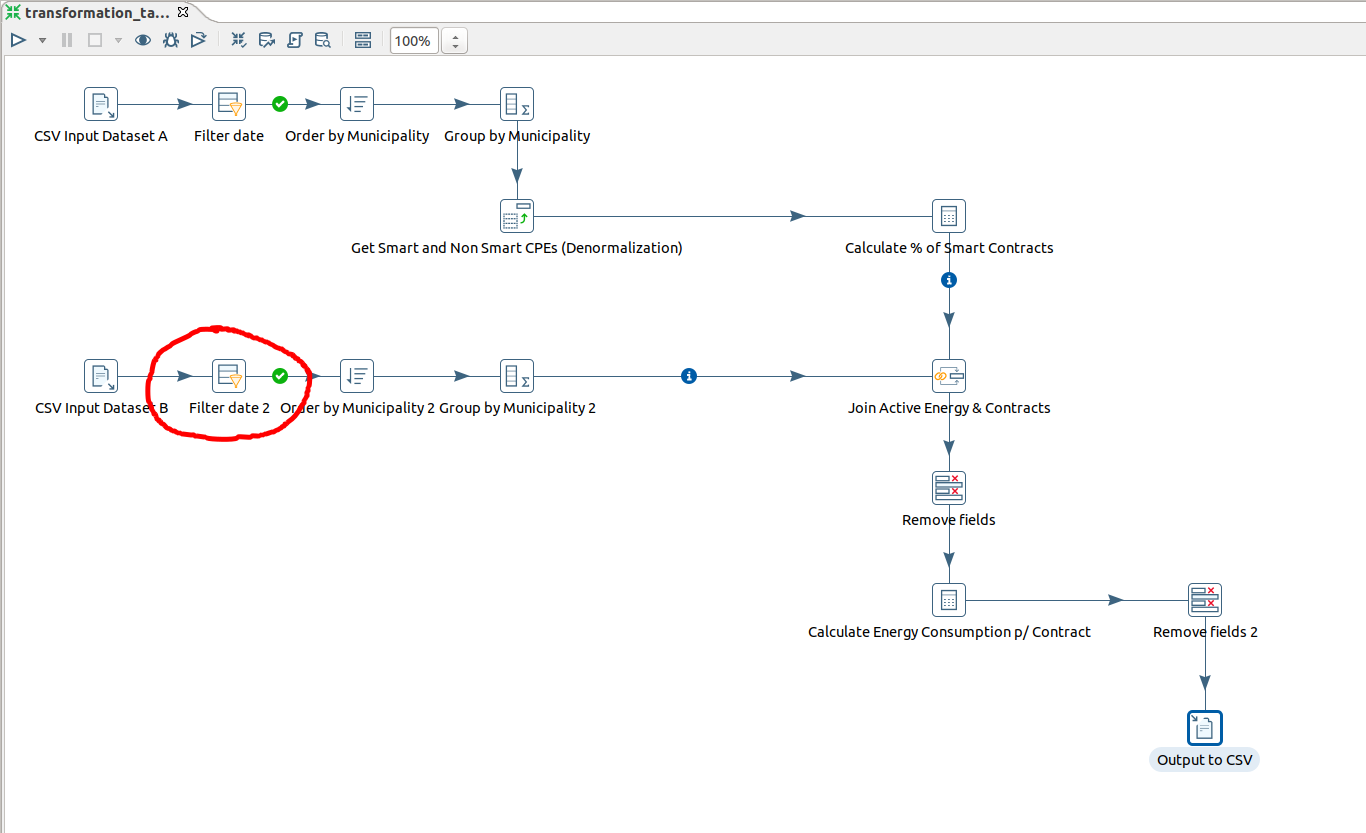 transformation_ta...
100%
CSV Input Dataset A
Filter date
Order by Municipality
Group by Municipality
Get Smart and Non Smart CPEs (Denormalization)
Calculate % of Smart Contracts
CSV Input Dataset B
Filter date 2
Order by Municipality 2
Group by Municipality 2
Join Active Energy & Contracts
Remove fields
Calculate Energy Consumption p/ Contract
Remove fields 2
Output to CSV